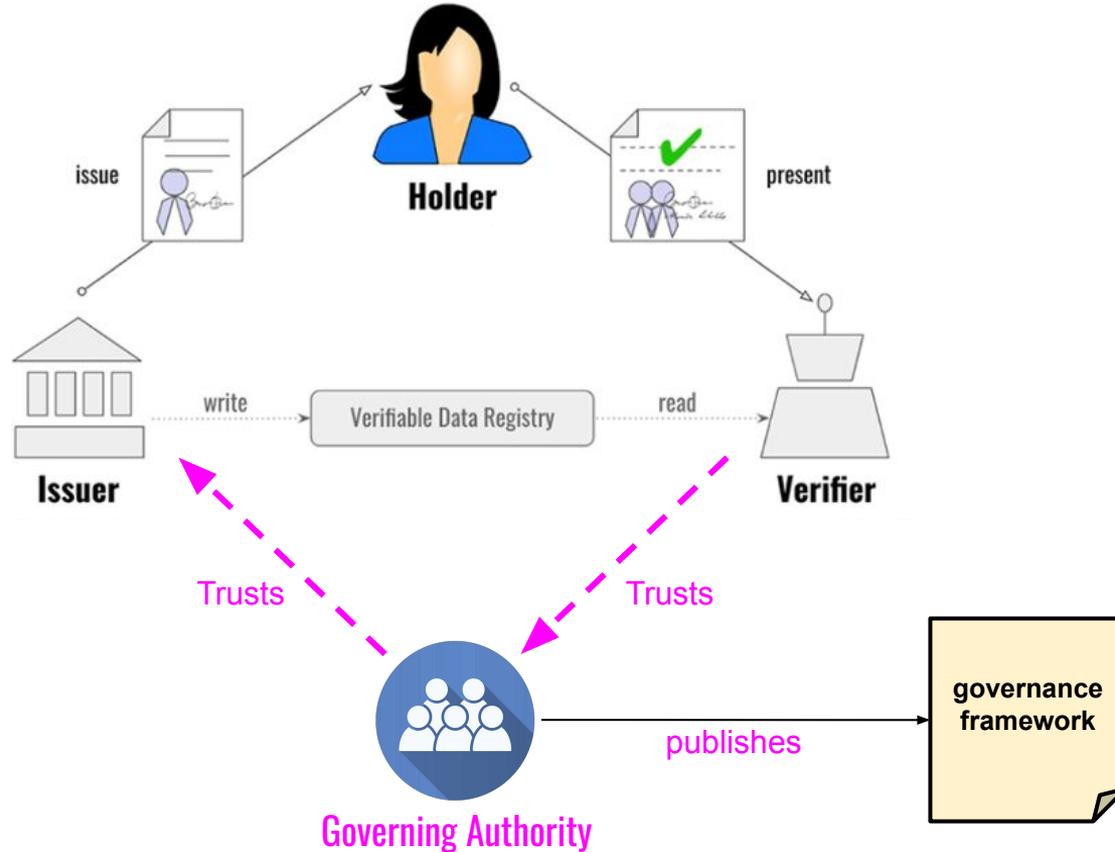 issue
Holder
present
write
Verifiable Data Registry
read
Issuer
Verifier
Trusts
Trusts
governance
framework
publishes
Governing Authority